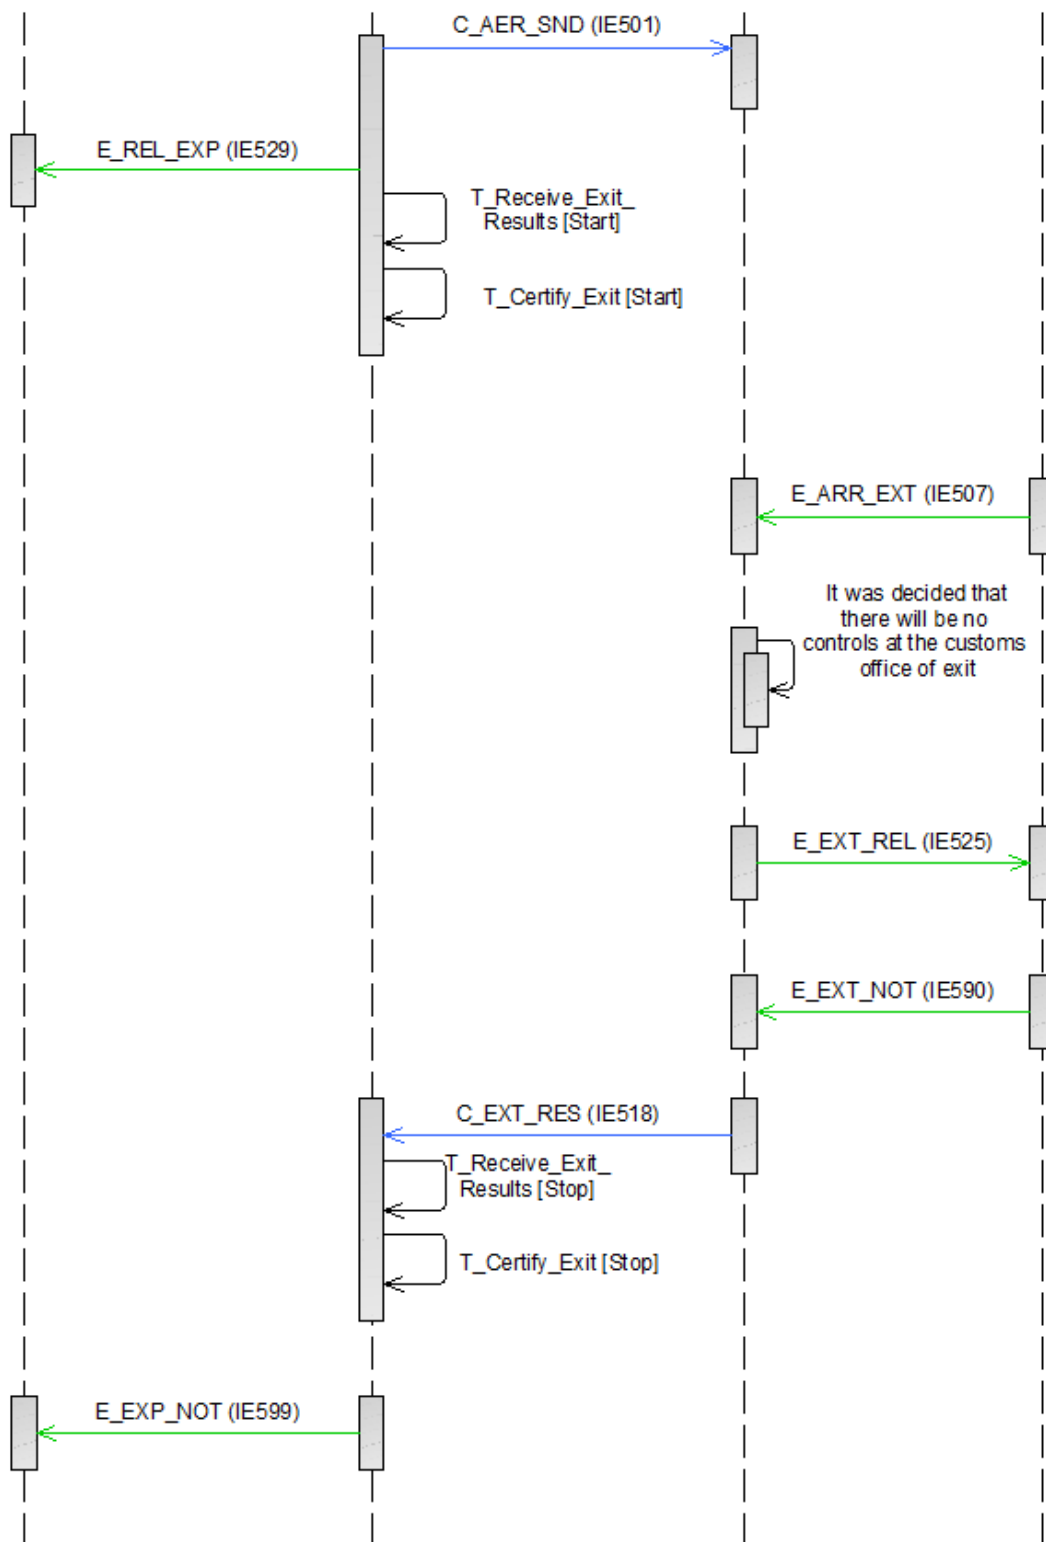 C_AER_SND (IE501)
E_REL_EXP (IE529)
T_Receive_Exit_
Results [Start]
T_Certify_Exit [Start]
E_ARR_EXT (IE507)
It was decided that
there will be no
controls at the customs
office of exit
E_EXT_REL (IE525)
E_EXT_NOT (IE590)
C_EXT_RES (IE518)
T_Receive_Exit_
Results [Stop]
T_Certify_Exit [Stop]
E_EXP_NOT (IE599)